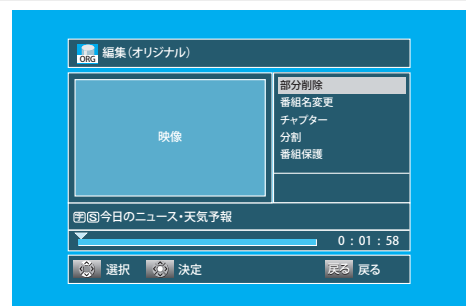 ORG 編集(オリジナル)
映像
部分削除
番組名変更
チャプター
分割
番組保護
字S今日のニュース・天気予報
0:01:58
選択 決定 戻る 戻る